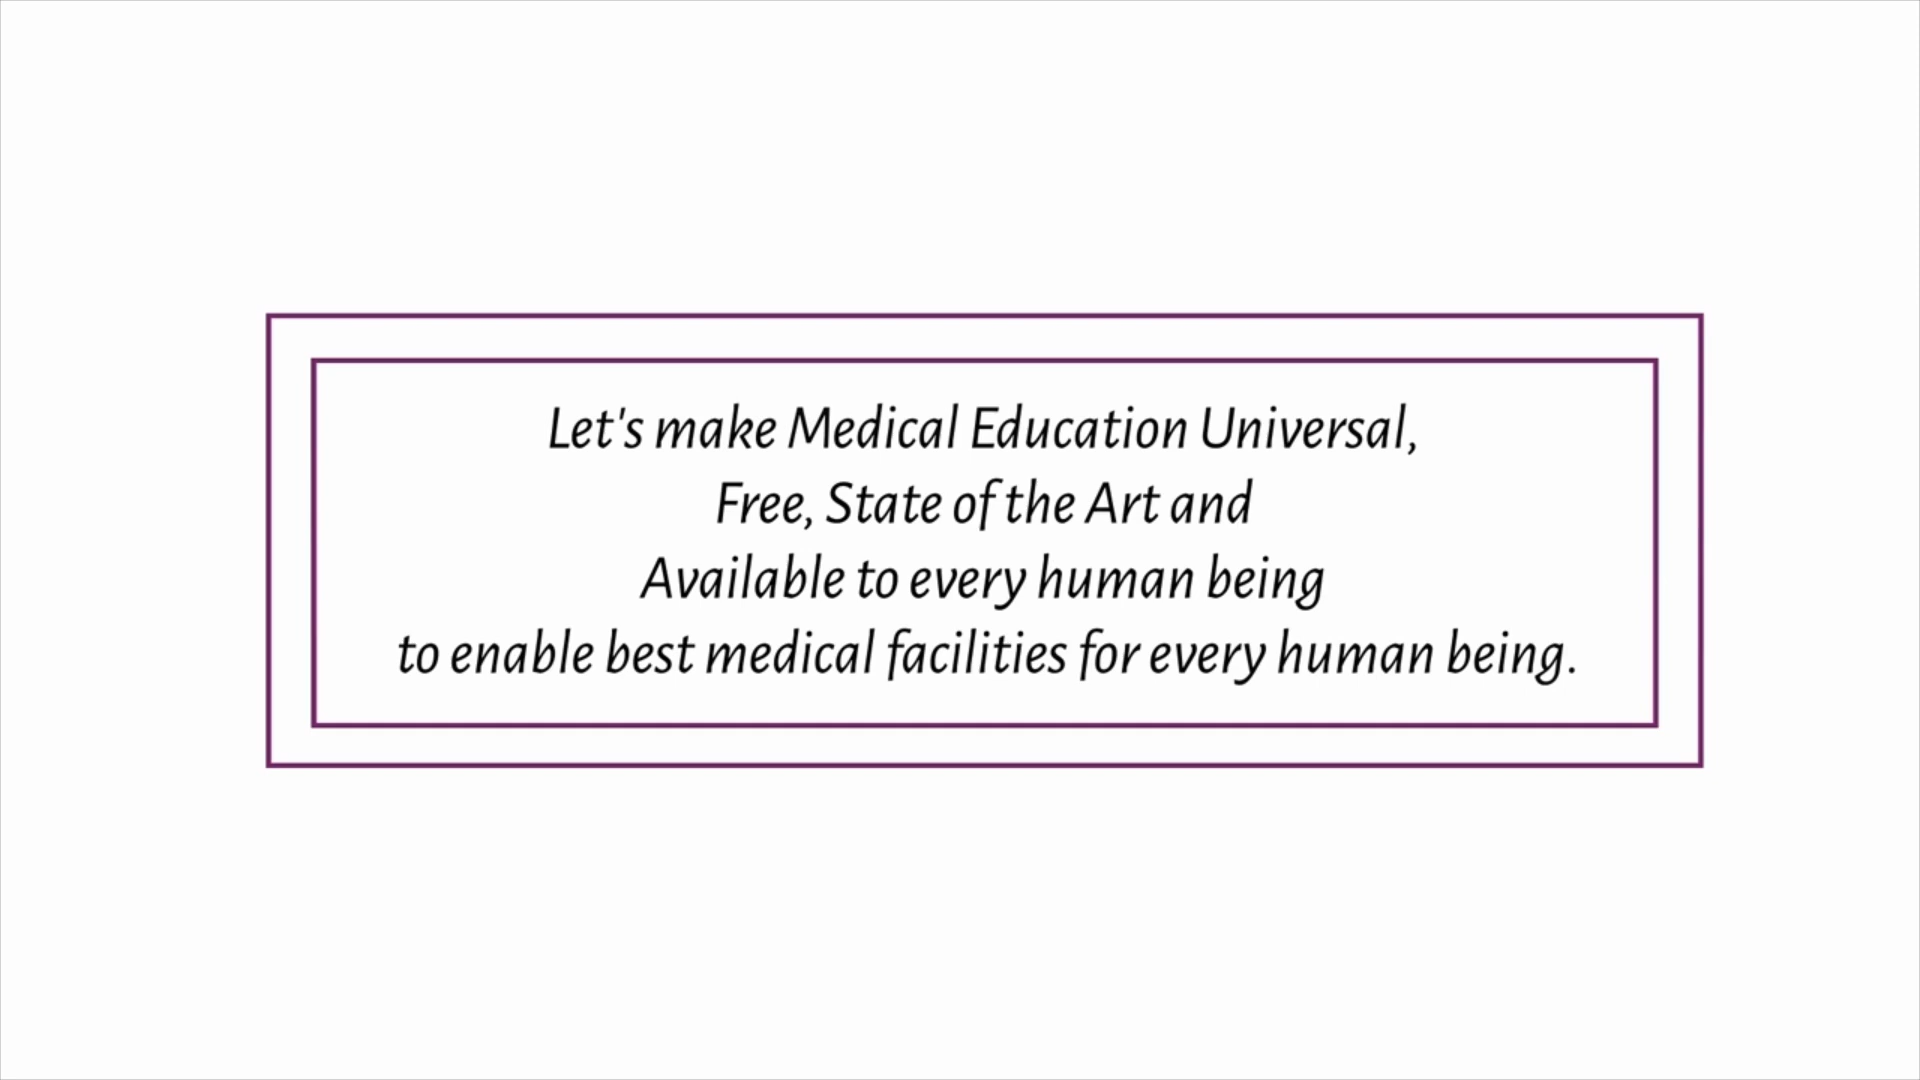 Let's make Medical Education Universal,
Free, State of the Art and
Available to every human being
to enable best medical facilities for every human being.